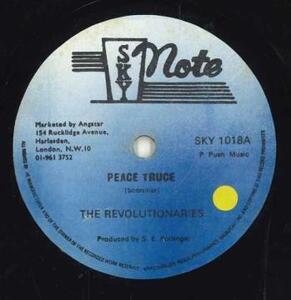 SKY
Note
Marketed by Angstar
154 Rucklidge Avenue,
Harlesden,
London, N.W.10
01-961 3752
SKY 1018A
P Push Music
PEACE TRUCE
THE REVOLUTIONARIES
Produced by S. E. Pottinger